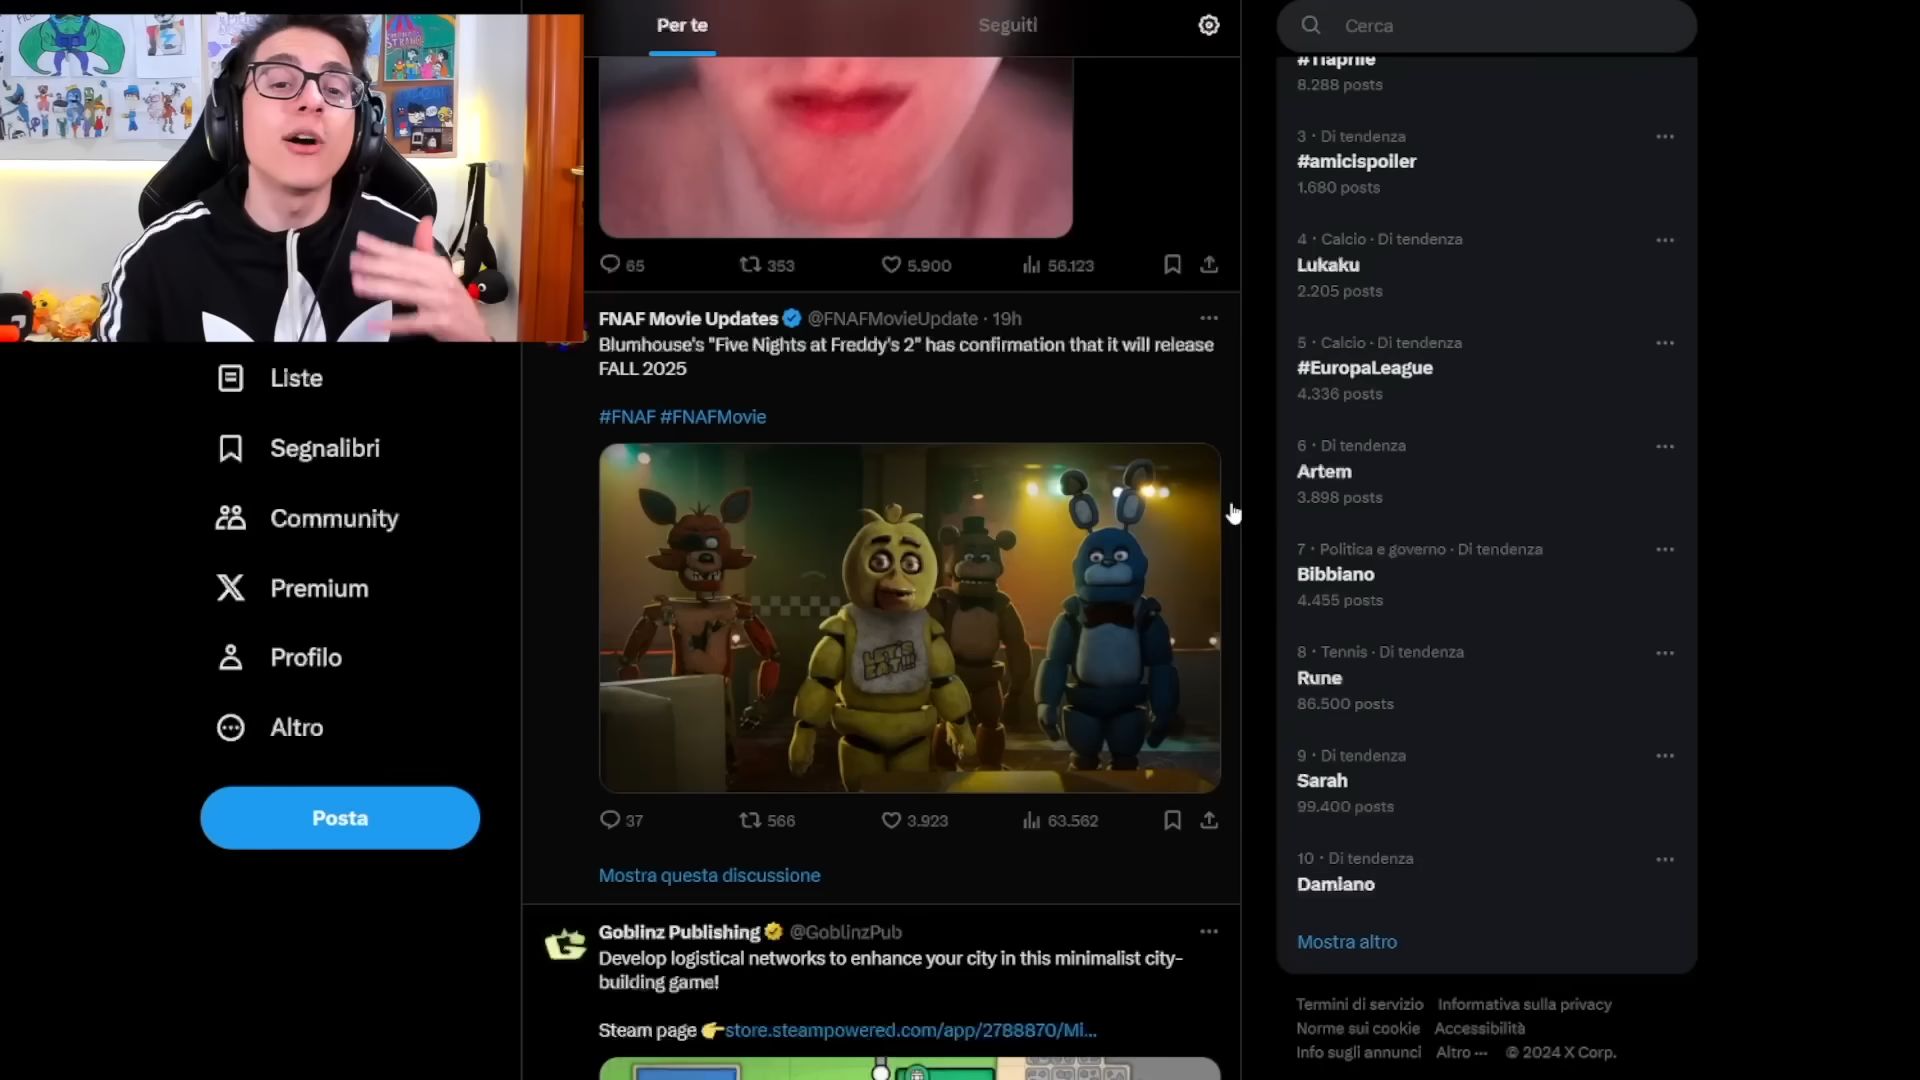 Per te
Seguiti
65
353
5.900
56.123
FNAF Movie Updates @FNAFMovieUpdate · 19h
Blumhouse's "Five Nights at Freddy's 2" has confirmation that it will release
FALL 2025
#FNAF #FNAFMovie
LET'S
EAT!!!
37
566
3.923
63.562
Mostra questa discussione
Goblinz Publishing @GoblinzPub
Develop logistical networks to enhance your city in this minimalist city-
building game!
Steam page 👉store.steampowered.com/app/2788870/Mi...
Liste
Segnalibri
Community
Premium
Profilo
Altro
Posta
Cerca
#11aprile
8.288 posts
3 · Di tendenza
#amicispoiler
1.680 posts
4 · Calcio · Di tendenza
Lukaku
2.205 posts
5 · Calcio · Di tendenza
#EuropaLeague
4.336 posts
6 · Di tendenza
Artem
3.898 posts
7 · Politica e governo · Di tendenza
Bibbiano
4.455 posts
8 · Tennis · Di tendenza
Rune
86.500 posts
9 · Di tendenza
Sarah
99.400 posts
10 · Di tendenza
Damiano
Mostra altro
Termini di servizio Informativa sulla privacy
Norme sui cookie Accessibilità
Info sugli annunci Altro ··· © 2024 X Corp.